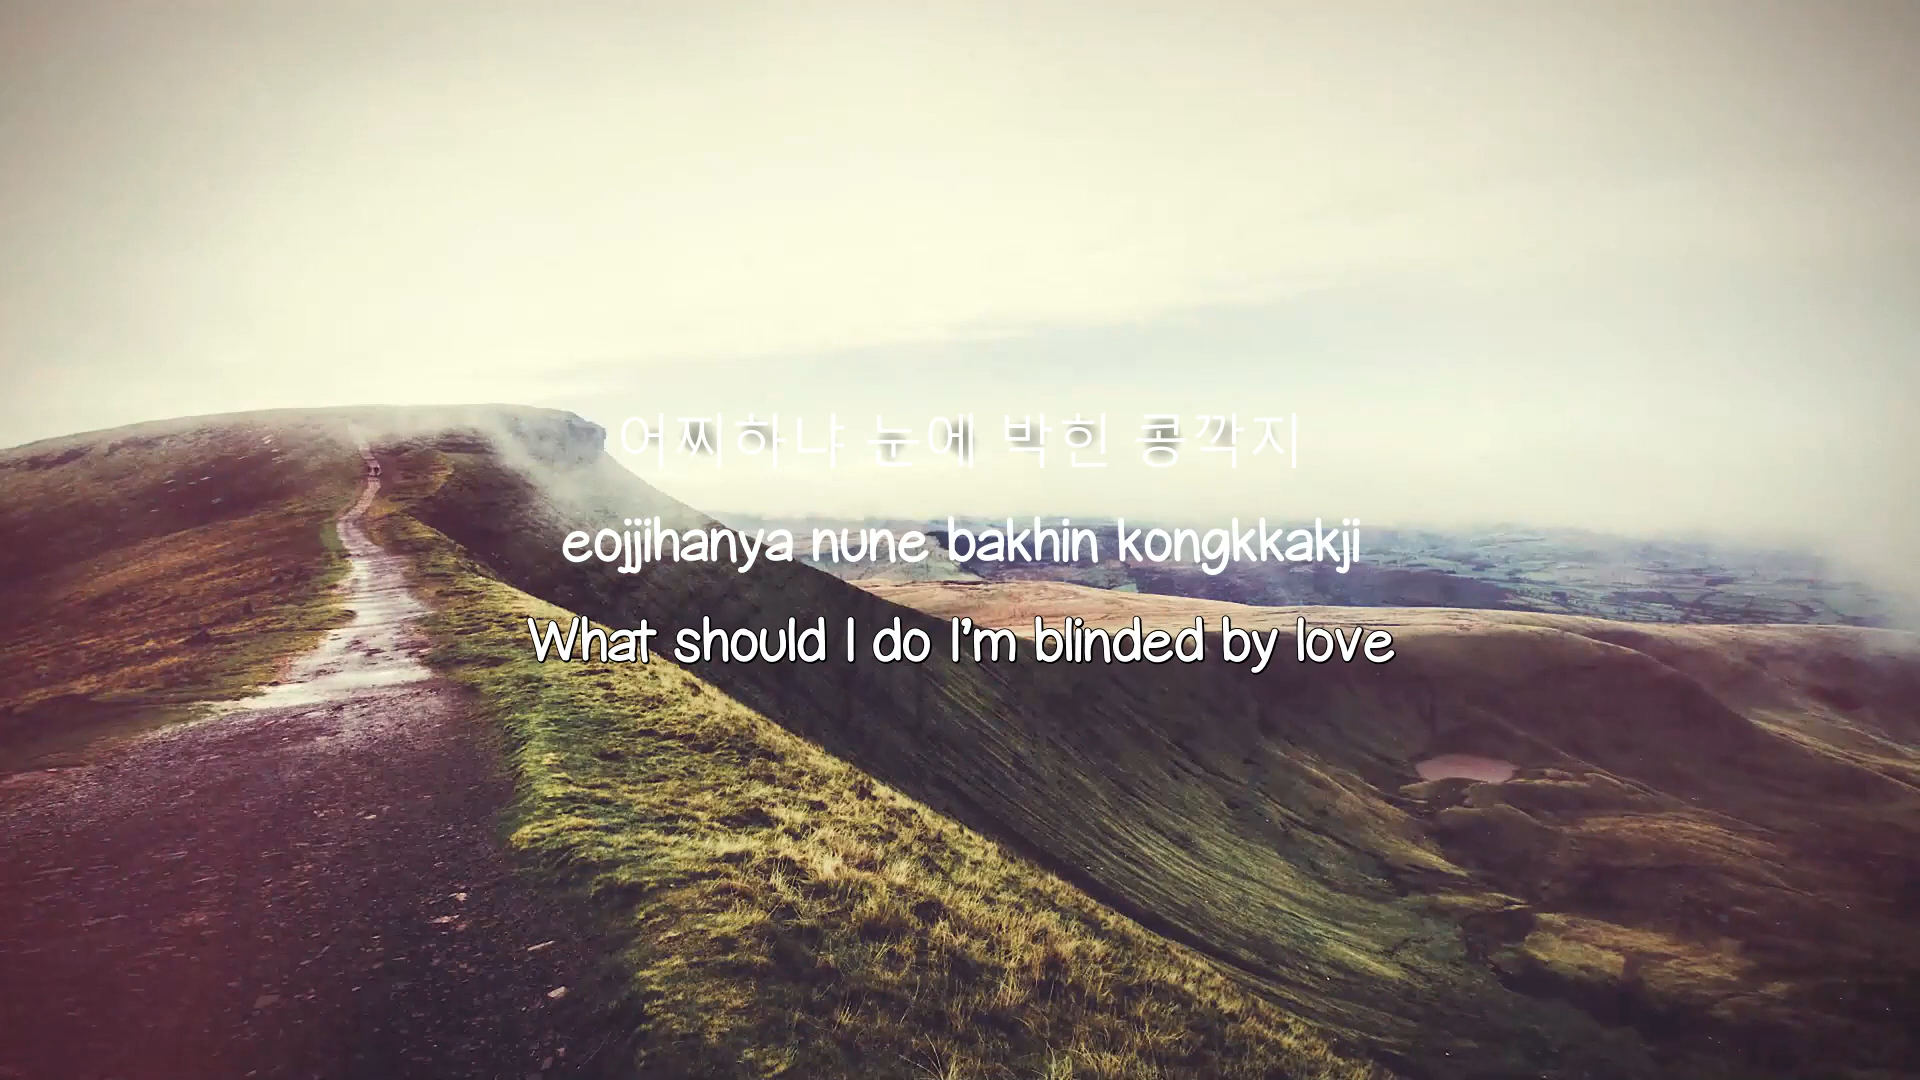 어찌하냐 눈에 박힌 콩깍지
eojjihanya nune bakhin kongkkakji
What should I do I'm blinded by love